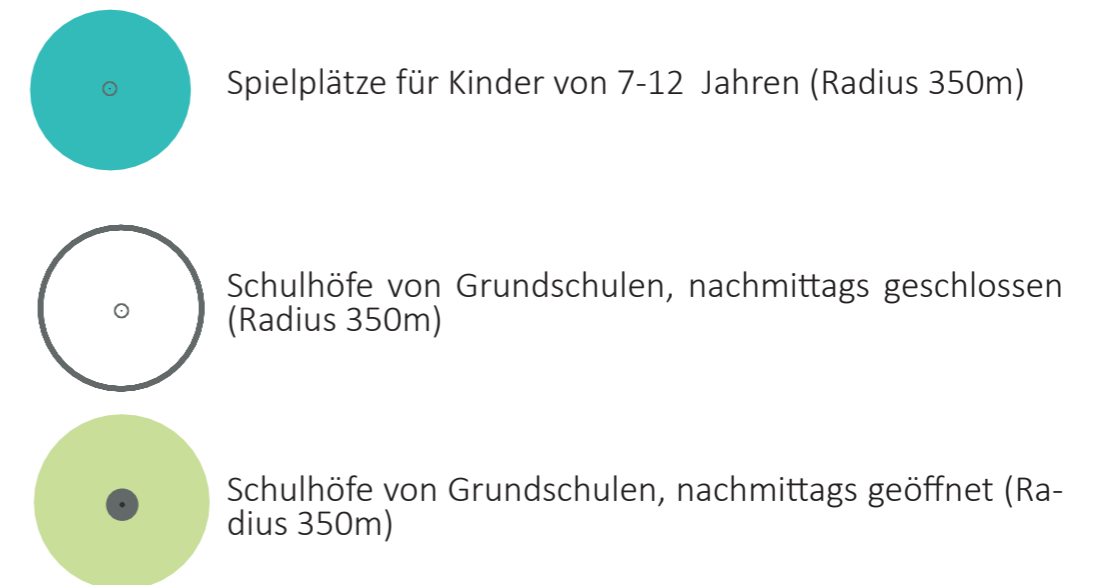 Spielplätze für Kinder von 7-12  Jahren (Radius 350m)
Schulhöfe von Grundschulen, nachmittags geschlossen
(Radius 350m)
Schulhöfe von Grundschulen, nachmittags geöffnet (Ra-
dius 350m)